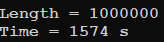 Length = 1000000
Time = 1574 s